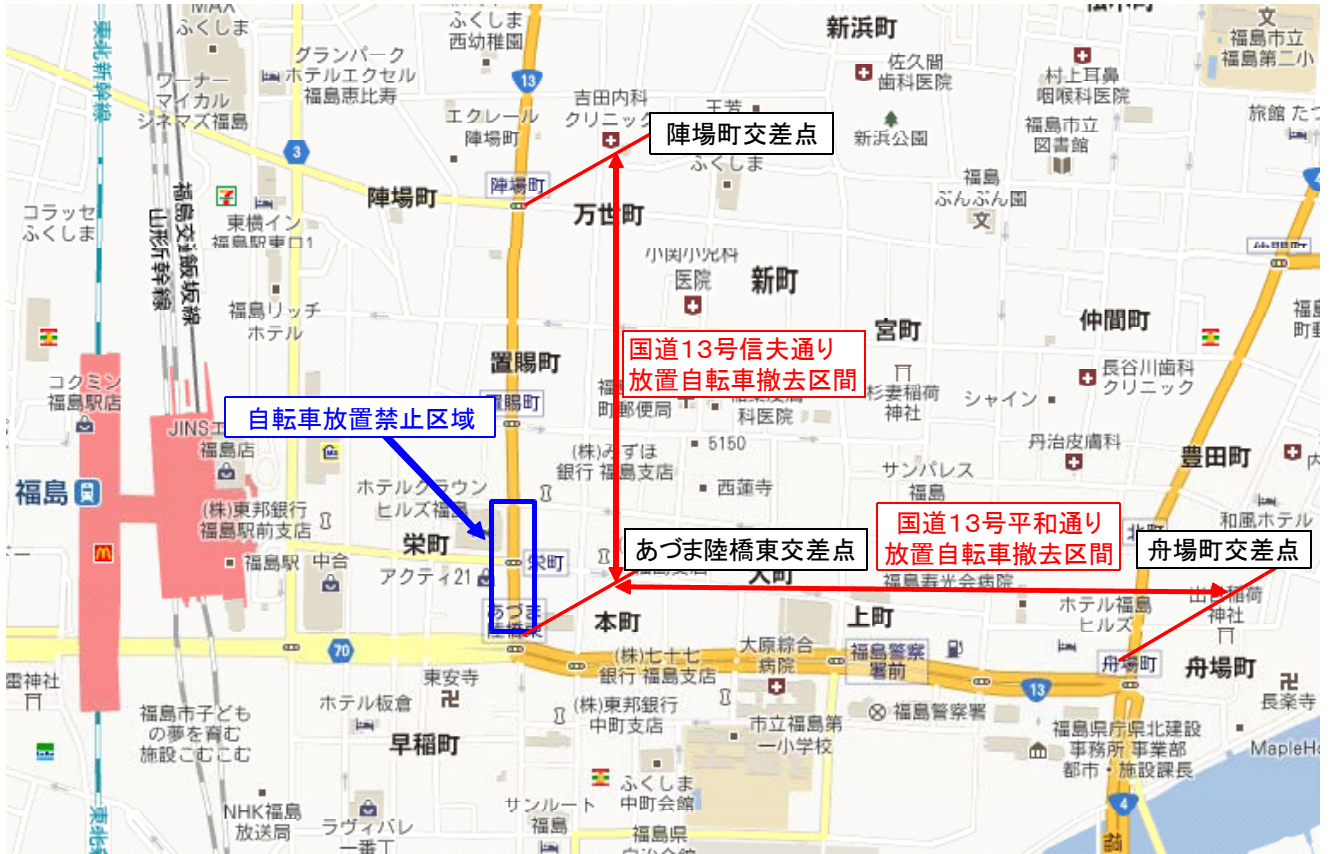 MAX
ふくしま
西幼稚園
新浜町
文
福島市立
福島第二小
東北新幹線
グランパーク
ホテルエクセル
福島恵比寿
13
佐久間
歯科医院
村上耳鼻
咽喉科医院
ワーナー
マイカル
シネマズ福島
吉田内科
クリニック
エクレール
陣場町
王芳
陣場町交差点
新浜公園
福島市立
図書館
旅館
3
ふくしま
福島交通飯坂線
山形新幹線
陣場町
陣場町
万世町
福島
ぶんぶん園
文
4
コラッセ
ふくしま
東横イン
福島駅東口1
小関小児科
医院
新町
福島リッチ
ホテル
宮町
仲間町
国道13号信夫通り
放置自転車撤去区間
置賜町
長谷川歯科
クリニック
コクミン
福島駅店
町郵便局
科医院
杉妻稲荷
神社
シャイン
置賜町
自転車放置禁止区域
JINS
福島店
5150
丹治皮膚科
(株)みずほ
銀行 福島支店
豊田町
福島
ホテルクラウン
ヒルズ福島
西蓮寺
サンパレス
福島
(株)東邦銀行
福島駅前支店
国道13号平和通り
放置自転車撤去区間
和風ホテル
北町
栄町
あづま陸橋東交差点
舟場町交差点
福島駅
中合
栄町
アクティ21
大町
福島寿光会病院
あづま
陸橋東
本町
上町
ホテル福島
ヒルズ
出世稲荷
神社
70
(株)七十七
銀行 福島支店
大原綜合
病院
福島警察
署前
舟場町
舟場町
雷神社
東安寺
13
ホテル板倉
(株)東邦銀行
中町支店
市立福島第
一小学校
福島警察署
長楽寺
福島市子ども
の夢を育む
施設こむこむ
早稲町
福島県庁県北建設
事務所 事業部
都市・施設課長
ふくしま
中町会館
4
NHK福島
放送局
ラヴィバレ
一番丁
サンルート
福島
福島県